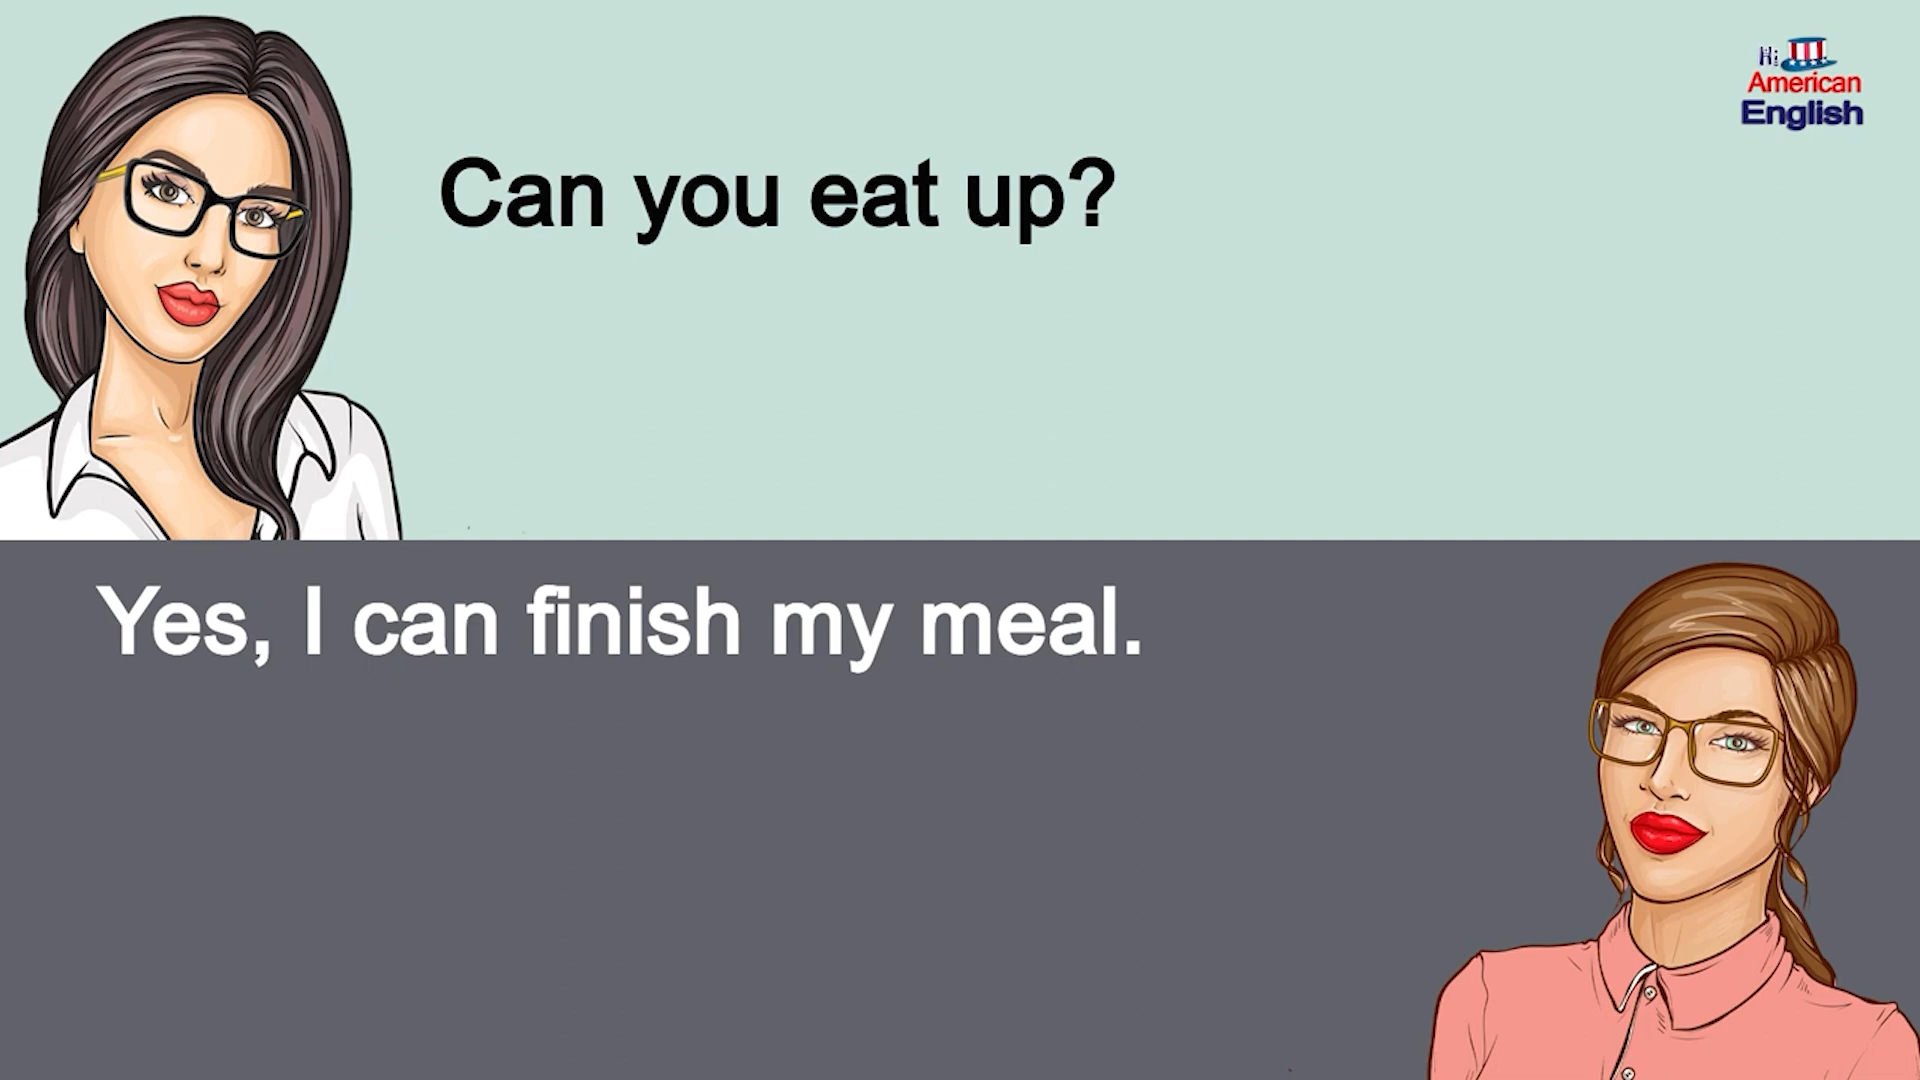 Hi
American
English
Can you eat up?
Yes, I can finish my meal.